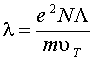 λ = e²NΛ / mυ_T